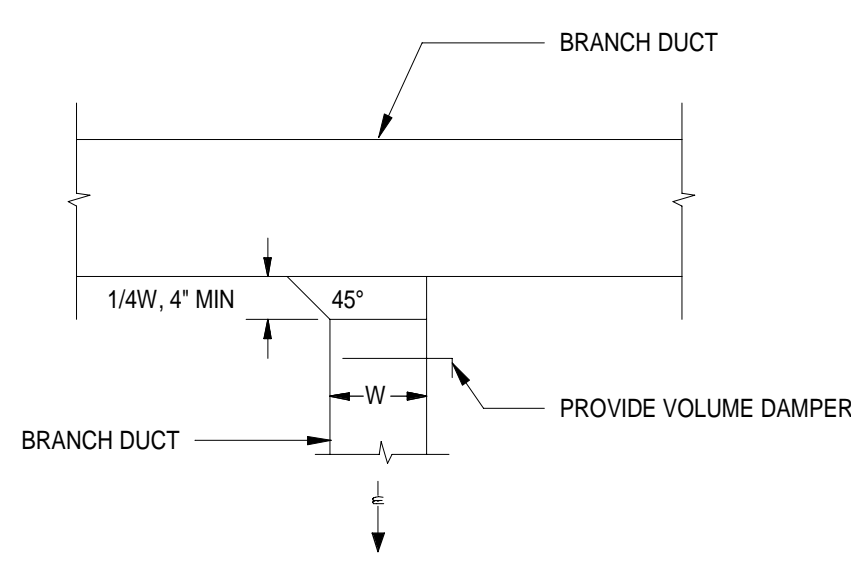 BRANCH DUCT
1/4W, 4" MIN
45°
W
PROVIDE VOLUME DAMPER
BRANCH DUCT